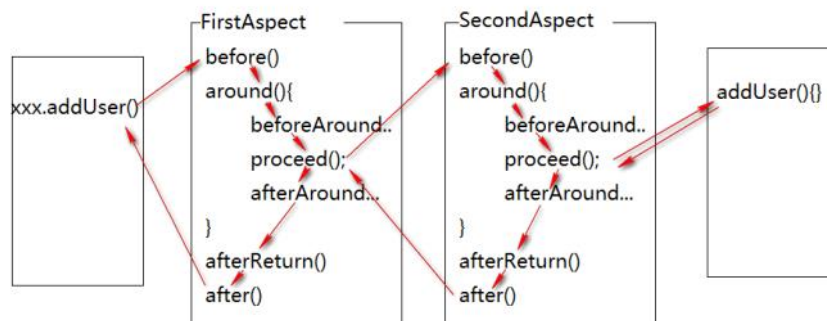 xxx.addUser()
FirstAspect
before()
around(){
beforeAround..
proceed();
afterAround...
}
afterReturn()
after()
SecondAspect
before()
around(){
beforeAround..
proceed();
afterAround...
}
afterReturn()
after()
addUser(){}